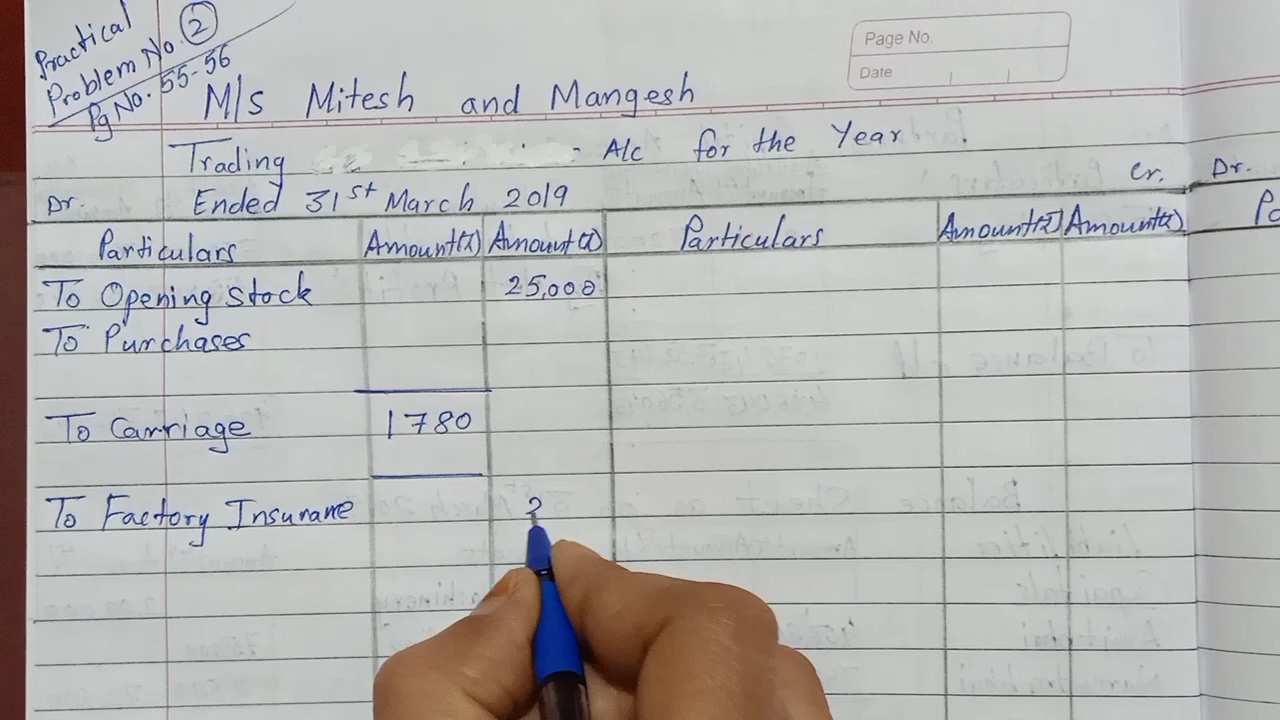 Practical
Problem No. 2
Pg No. 55-56
Page No.
Date
M/s Mitesh and Mangesh
Trading A/c for the Year
Dr. Ended 31st March 2019 Cr. Dr.
Particulars Amount(₹) Amount(₹) Particulars Amount(₹) Amount(₹)
To Opening stock 25,000
To Purchases
To Carriage 1780
To Factory Insurane